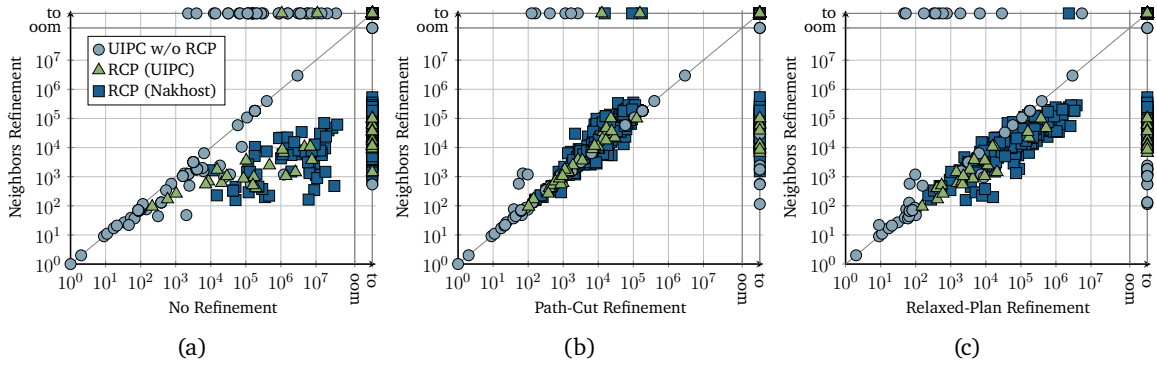 to
oom
10^7
10^6
10^5
10^4
10^3
10^2
10^1
10^0
Neighbors Refinement
UIPC w/o RCP
RCP (UIPC)
RCP (Nakhost)
10^0 10^1 10^2 10^3 10^4 10^5 10^6 10^7 oom to
No Refinement
(a)
to
oom
10^7
10^6
10^5
10^4
10^3
10^2
10^1
10^0
Neighbors Refinement
10^0 10^1 10^2 10^3 10^4 10^5 10^6 10^7 oom to
Path-Cut Refinement
(b)
to
oom
10^7
10^6
10^5
10^4
10^3
10^2
10^1
10^0
Neighbors Refinement
10^0 10^1 10^2 10^3 10^4 10^5 10^6 10^7 oom to
Relaxed-Plan Refinement
(c)